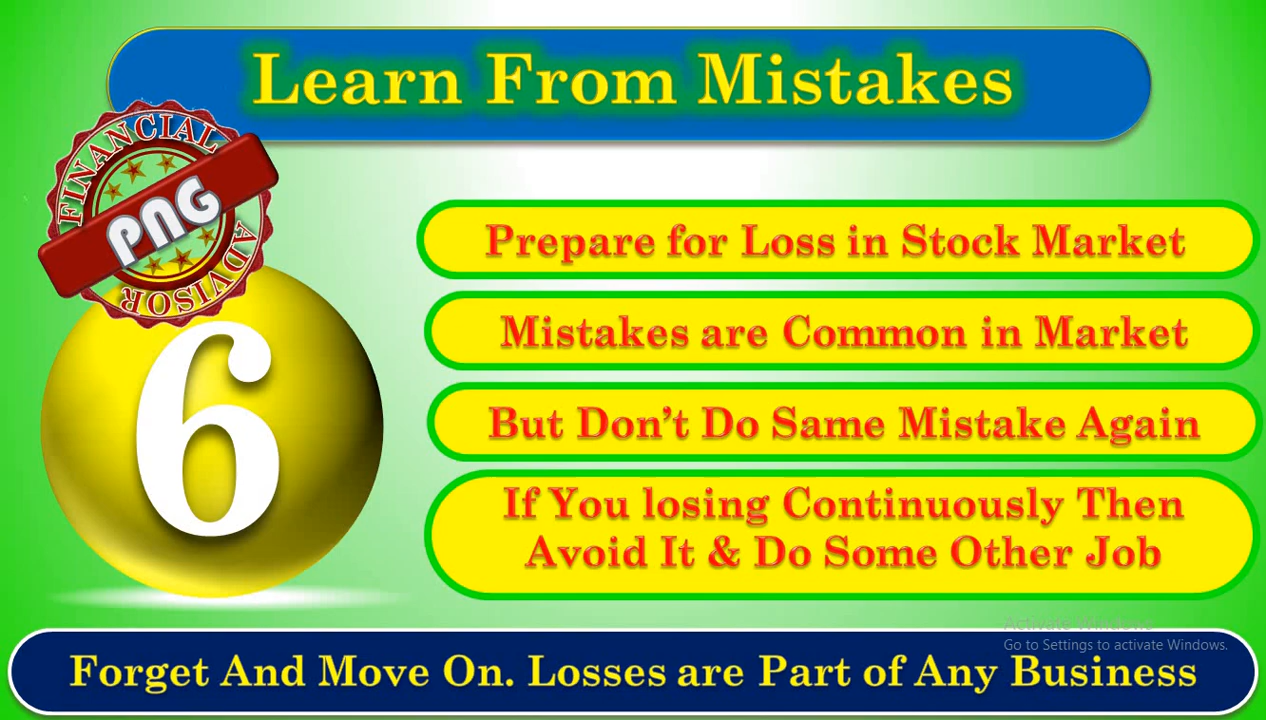 Learn From Mistakes
FINANCIAL
PNG
ADVISOR
6
Prepare for Loss in Stock Market
Mistakes are Common in Market
But Don’t Do Same Mistake Again
If You losing Continuously Then
Avoid It & Do Some Other Job
Activate Windows
Go to Settings to activate Windows.
Forget And Move On. Losses are Part of Any Business